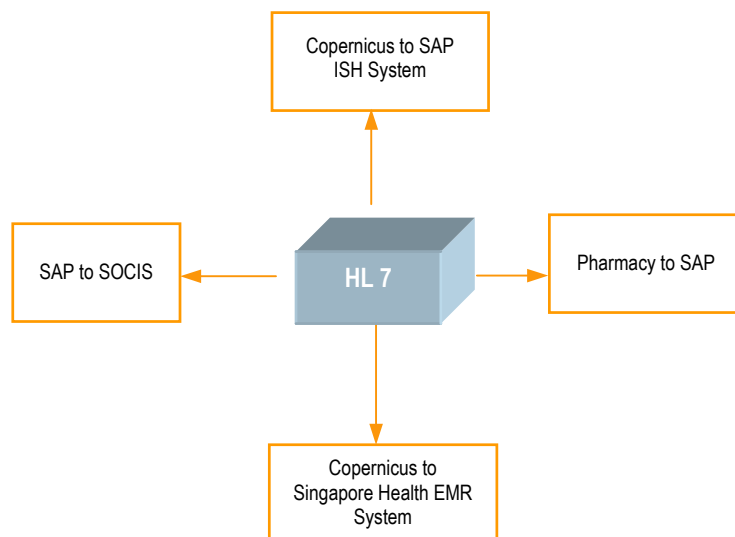 Copernicus to SAP
ISH System
SAP to SOCIS
HL 7
Pharmacy to SAP
Copernicus to
Singapore Health EMR
System